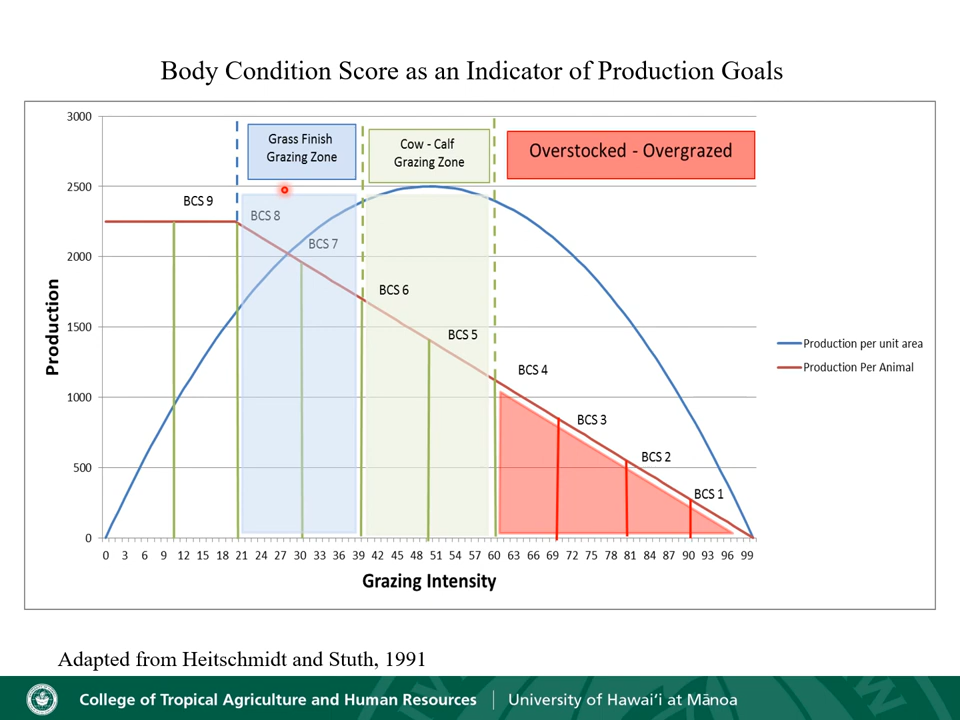 Body Condition Score as an Indicator of Production Goals
Production
3000
2500
2000
1500
1000
500
0
Grass Finish
Grazing Zone
Cow - Calf
Grazing Zone
Overstocked - Overgrazed
BCS 9
BCS 8
BCS 7
BCS 6
BCS 5
BCS 4
BCS 3
BCS 2
BCS 1
Production per unit area
Production Per Animal
0 3 6 9 12 15 18 21 24 27 30 33 36 39 42 45 48 51 54 57 60 63 66 69 72 75 78 81 84 87 90 93 96 99
Grazing Intensity
Adapted from Heitschmidt and Stuth, 1991
College of Tropical Agriculture and Human Resources | University of Hawaiʻi at Mānoa